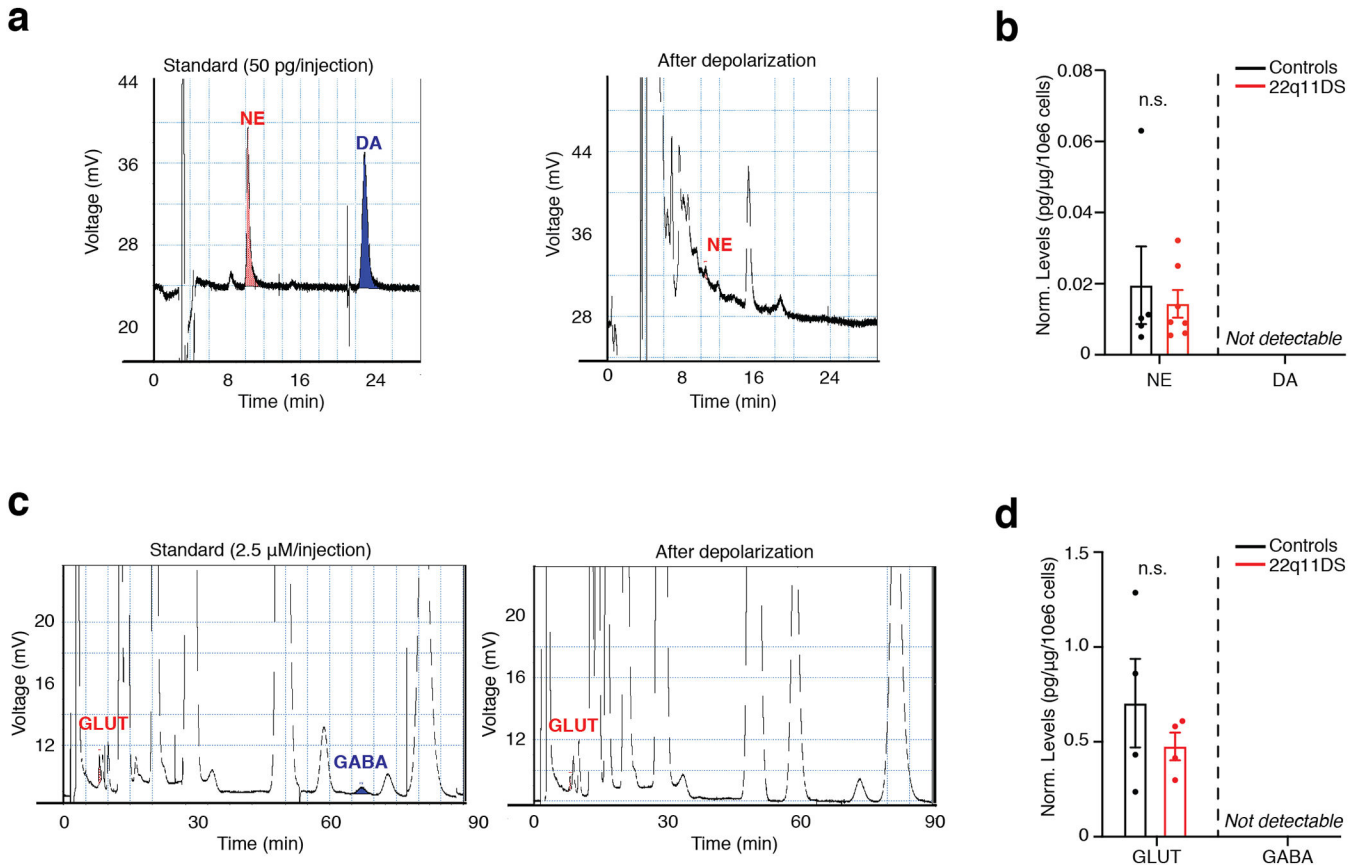 a
Standard (50 pg/injection)
44
36
28
20
Voltage (mV)
NE
DA
0 8 16 24
Time (min)
After depolarization
44
36
28
Voltage (mV)
NE
0 8 16 24
Time (min)
b
Norm. Levels (pg/µg/10e6 cells)
0.08
0.06
0.04
0.02
0
n.s.
Controls
22q11DS
Not detectable
NE DA
c
Standard (2.5 µM/injection)
20
16
12
Voltage (mV)
GLUT
GABA
0 30 60 90
Time (min)
After depolarization
20
16
12
Voltage (mV)
GLUT
0 30 60 90
Time (min)
d
Norm. Levels (pg/µg/10e6 cells)
1.5
1.0
0.5
0
n.s.
Controls
22q11DS
Not detectable
GLUT GABA